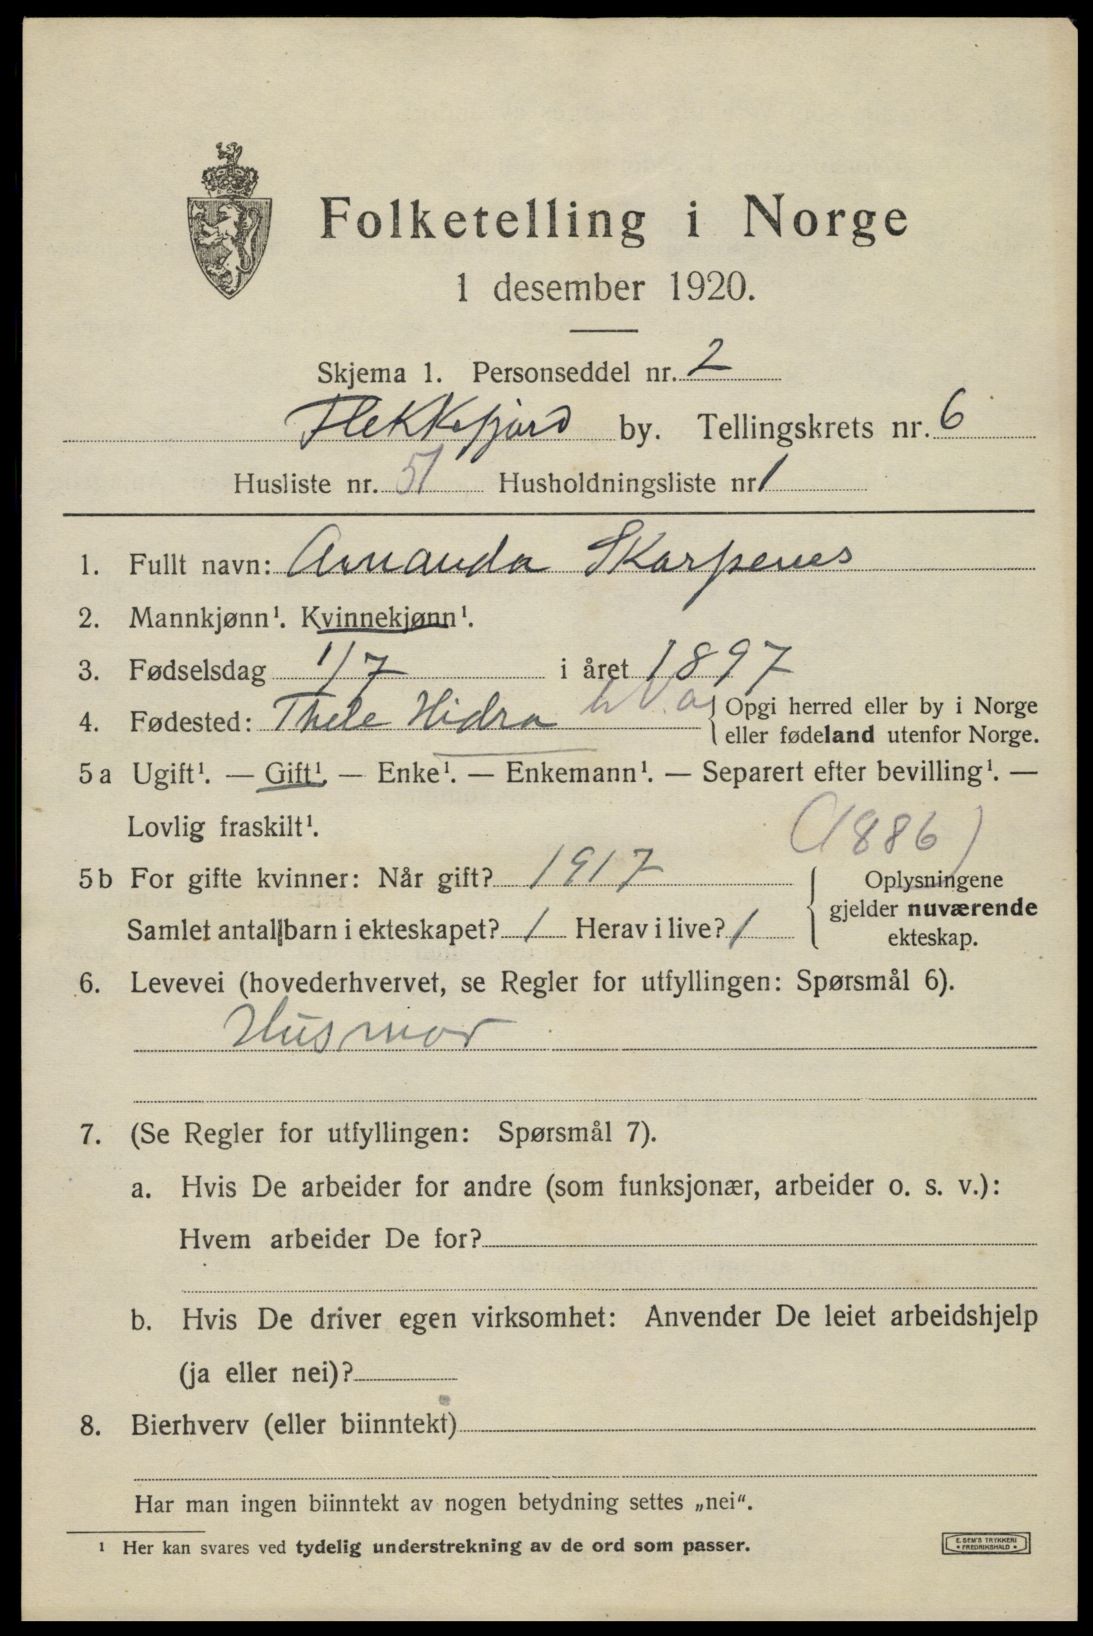 Folketelling i Norge
1 desember 1920.
Skjema 1. Personseddel nr. 2
Flekkefjord by. Tellingskrets nr. 6
Husliste nr. 51 Husholdningsliste nr 1
1. Fullt navn: Amanda Skarpenes
2. Mannkjønn¹. Kvinnekjønn¹.
3. Fødselsdag 1/7 i året 1897
4. Fødested: Thele Hidra
Opgi herred eller by i Norge
eller fødeland utenfor Norge.
5 a Ugift¹. — Gift¹. — Enke¹. — Enkemann¹. — Separert efter bevilling¹. —
Lovlig fraskilt¹.
(1886)
5 b For gifte kvinner: Når gift? 1917
Samlet antall barn i ekteskapet? 1 Herav i live? 1
Oplysningene
gjelder nuværende
ekteskap.
6. Levevei (hovederhvervet, se Regler for utfyllingen: Spørsmål 6).
Husmor
7. (Se Regler for utfyllingen: Spørsmål 7).
a. Hvis De arbeider for andre (som funksjonær, arbeider o. s. v.):
Hvem arbeider De for?
b. Hvis De driver egen virksomhet: Anvender De leiet arbeidshjelp
(ja eller nei)?
8. Bierhverv (eller biinntekt)
Har man ingen biinntekt av nogen betydning settes „nei“.
¹ Her kan svares ved tydelig understrekning av de ord som passer.
E. SEM'S TRYKKERI
• FREDRIKSHALD •